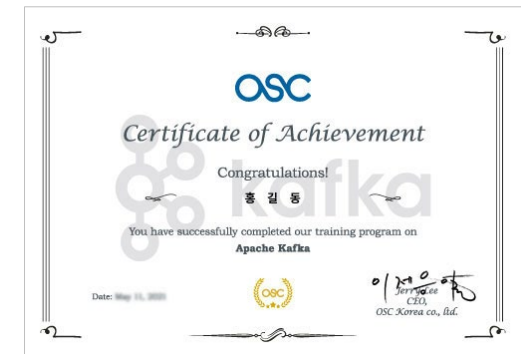 OSC
Certificate of Achievement
kafka
Congratulations!
홍 길 동
You have successfully completed our training program on
Apache Kafka
OSC
Date:
Jerry Lee
CEO,
OSC Korea co., ltd.